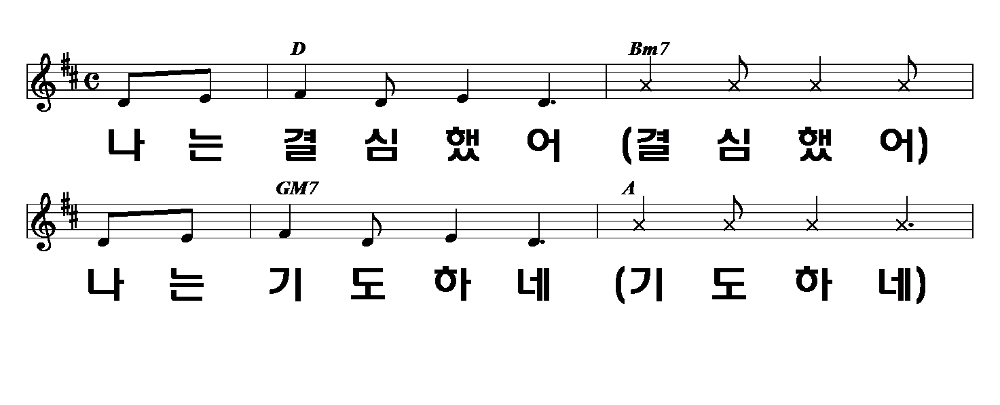 D Bm7
나 는 결 심 했 어 (결 심 했 어)
GM7 A
나 는 기 도 하 네 (기 도 하 네)